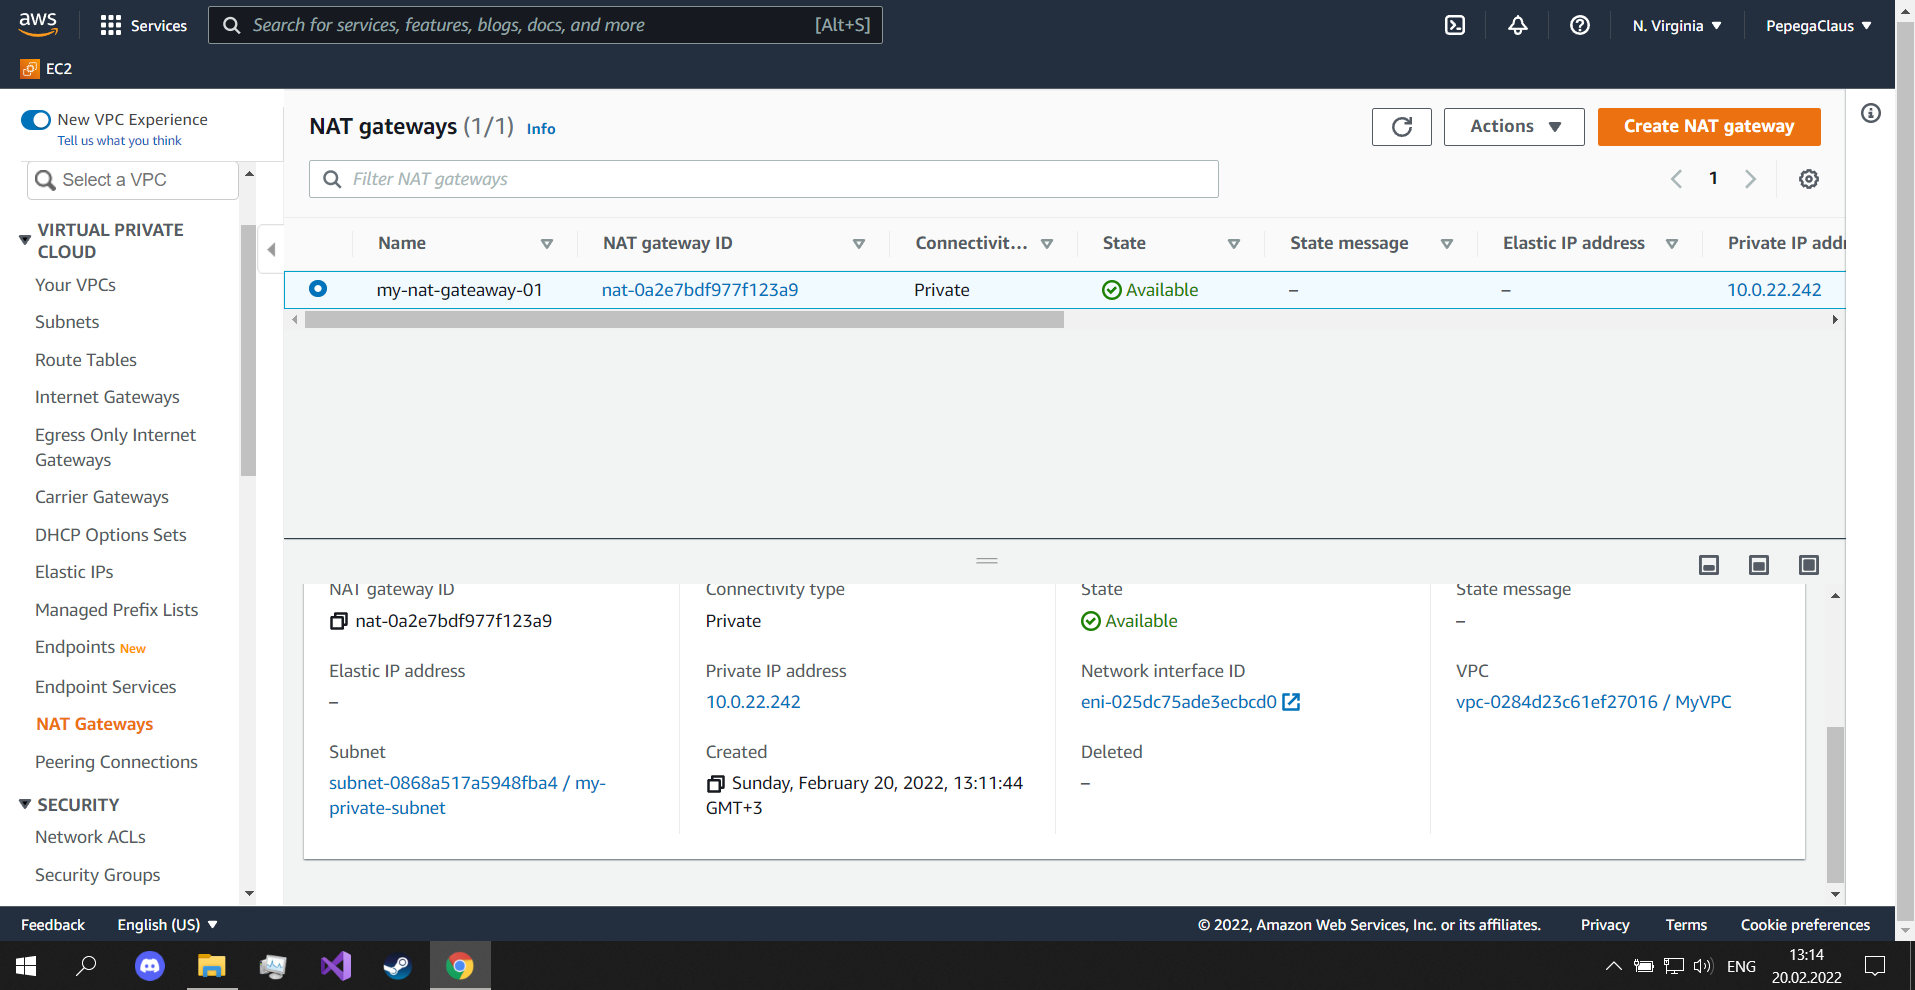 aws
Services
Search for services, features, blogs, docs, and more
[Alt+S]
N. Virginia
PepegaClaus
EC2
New VPC Experience
Tell us what you think
Select a VPC
VIRTUAL PRIVATE
CLOUD
Your VPCs
Subnets
Route Tables
Internet Gateways
Egress Only Internet
Gateways
Carrier Gateways
DHCP Options Sets
Elastic IPs
Managed Prefix Lists
Endpoints New
Endpoint Services
NAT Gateways
Peering Connections
SECURITY
Network ACLs
Security Groups
NAT gateways (1/1) Info
Actions
Create NAT gateway
Filter NAT gateways
1
Name
NAT gateway ID
Connectivit...
State
State message
Elastic IP address
Private IP addr
my-nat-gateaway-01
nat-0a2e7bdf977f123a9
Private
Available
–
–
10.0.22.242
NAT gateway ID
nat-0a2e7bdf977f123a9
Connectivity type
Private
State
Available
State message
–
Elastic IP address
–
Private IP address
10.0.22.242
Network interface ID
eni-025dc75ade3ecbcd0
VPC
vpc-0284d23c61ef27016 / MyVPC
Subnet
subnet-0868a517a5948fba4 / my-
private-subnet
Created
Sunday, February 20, 2022, 13:11:44
GMT+3
Deleted
–
Feedback
English (US)
© 2022, Amazon Web Services, Inc. or its affiliates.
Privacy
Terms
Cookie preferences
ENG
13:14
20.02.2022